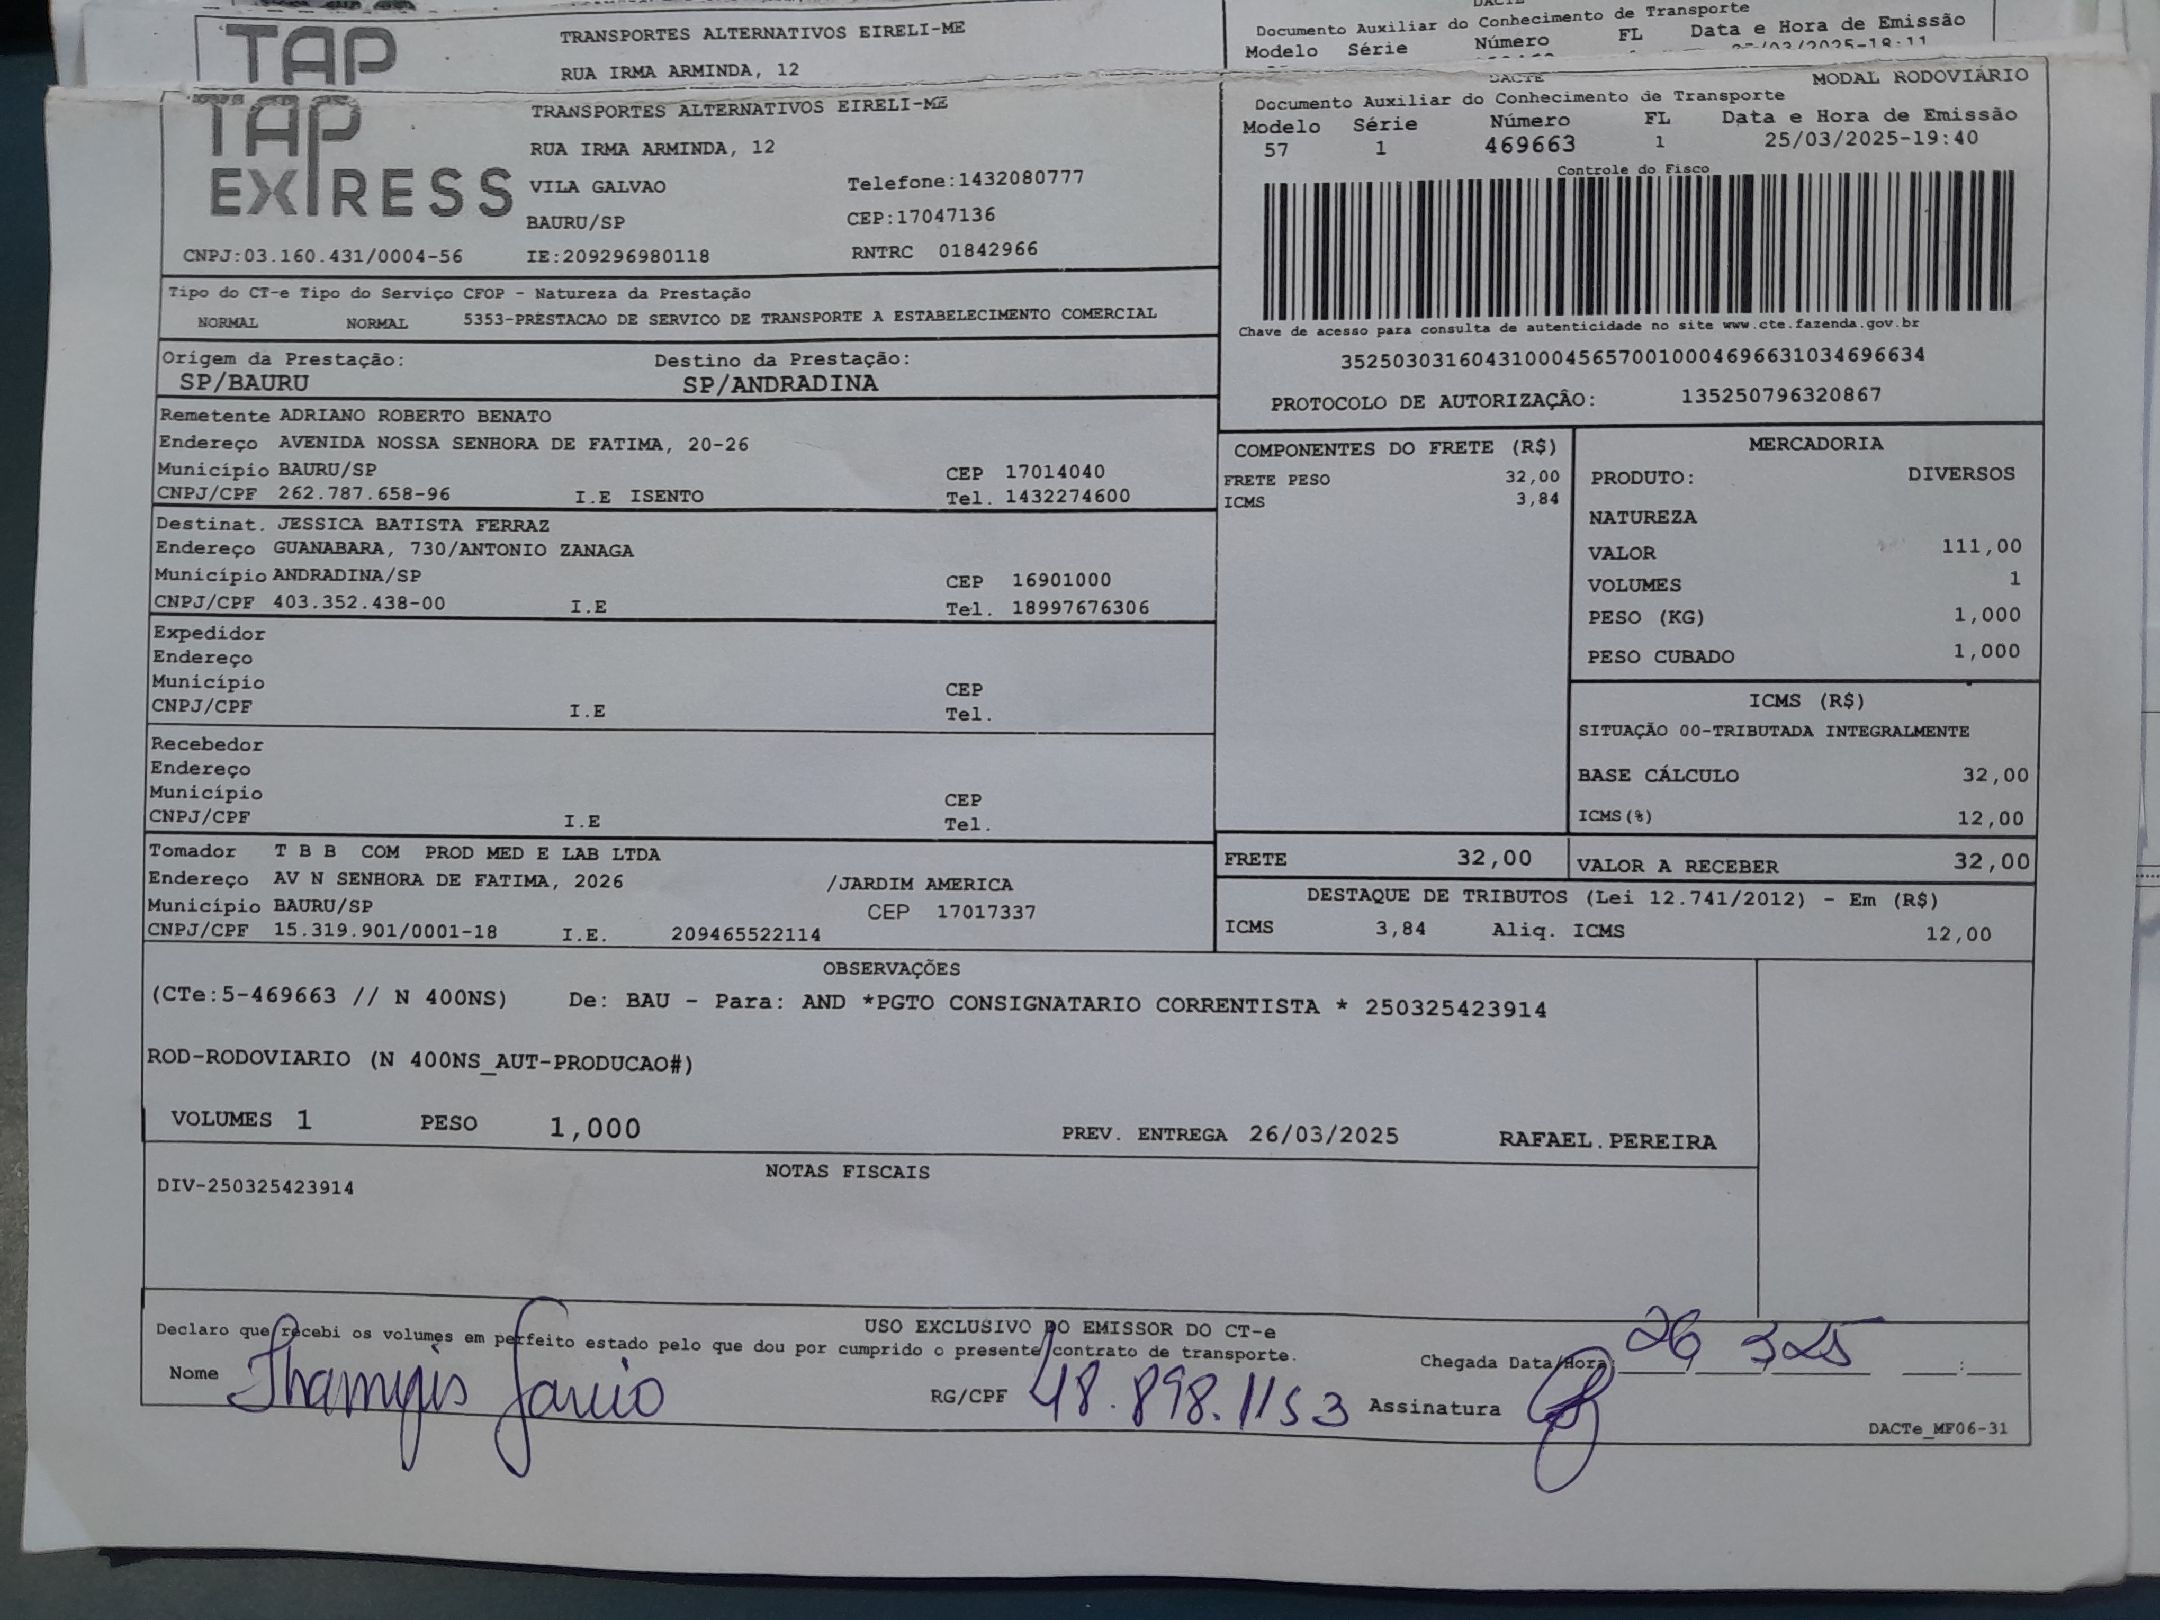 TAP
TRANSPORTES ALTERNATIVOS EIRELI-ME
RUA IRMA ARMINDA, 12
DACTE
Documento Auxiliar do Conhecimento de Transporte
Modelo Série Número FL Data e Hora de Emissão
TAP EXPRESS
TRANSPORTES ALTERNATIVOS EIRELI-ME
RUA IRMA ARMINDA, 12
VILA GALVAO Telefone:1432080777
BAURU/SP CEP:17047136
CNPJ:03.160.431/0004-56 IE:209296980118 RNTRC 01842966
DACTE MODAL RODOVIÁRIO
Documento Auxiliar do Conhecimento de Transporte
Modelo Série Número FL Data e Hora de Emissão
57 1 469663 1 25/03/2025-19:40
Controle do Fisco
Chave de acesso para consulta de autenticidade no site www.cte.fazenda.gov.br
35250303160431000456570010004696631034696634
PROTOCOLO DE AUTORIZAÇÃO: 135250796320867
Tipo do CT-e Tipo do Serviço CFOP - Natureza da Prestação
NORMAL NORMAL 5353-PRESTACAO DE SERVICO DE TRANSPORTE A ESTABELECIMENTO COMERCIAL
Origem da Prestação: Destino da Prestação:
SP/BAURU SP/ANDRADINA
Remetente ADRIANO ROBERTO BENATO
Endereço AVENIDA NOSSA SENHORA DE FATIMA, 20-26
Município BAURU/SP CEP 17014040
CNPJ/CPF 262.787.658-96 I.E ISENTO Tel. 1432274600
Destinat. JESSICA BATISTA FERRAZ
Endereço GUANABARA, 730/ANTONIO ZANAGA
Município ANDRADINA/SP CEP 16901000
CNPJ/CPF 403.352.438-00 I.E Tel. 18997676306
Expedidor
Endereço
Município CEP
CNPJ/CPF I.E Tel.
Recebedor
Endereço
Município CEP
CNPJ/CPF I.E Tel.
Tomador T B B COM PROD MED E LAB LTDA
Endereço AV N SENHORA DE FATIMA, 2026 /JARDIM AMERICA
Município BAURU/SP CEP 17017337
CNPJ/CPF 15.319.901/0001-18 I.E. 209465522114
COMPONENTES DO FRETE (R$)
FRETE PESO 32,00
ICMS 3,84
MERCADORIA
PRODUTO: DIVERSOS
NATUREZA
VALOR 111,00
VOLUMES 1
PESO (KG) 1,000
PESO CUBADO 1,000
ICMS (R$)
SITUAÇÃO 00-TRIBUTADA INTEGRALMENTE
BASE CÁLCULO 32,00
ICMS(%) 12,00
FRETE 32,00 VALOR A RECEBER 32,00
DESTAQUE DE TRIBUTOS (Lei 12.741/2012) - Em (R$)
ICMS 3,84 Aliq. ICMS 12,00
OBSERVAÇÕES
(CTe:5-469663 // N 400NS) De: BAU - Para: AND *PGTO CONSIGNATARIO CORRENTISTA * 250325423914
ROD-RODOVIARIO (N 400NS_AUT-PRODUCAO#)
VOLUMES 1 PESO 1,000 PREV. ENTREGA 26/03/2025 RAFAEL.PEREIRA
NOTAS FISCAIS
DIV-250325423914
USO EXCLUSIVO DO EMISSOR DO CT-e
Declaro que recebi os volumes em perfeito estado pelo que dou por cumprido o presente contrato de transporte.
Chegada Data/Hora: 26 3 25 :
Nome RG/CPF 48.898.1153 Assinatura
DACTe_MF06-31